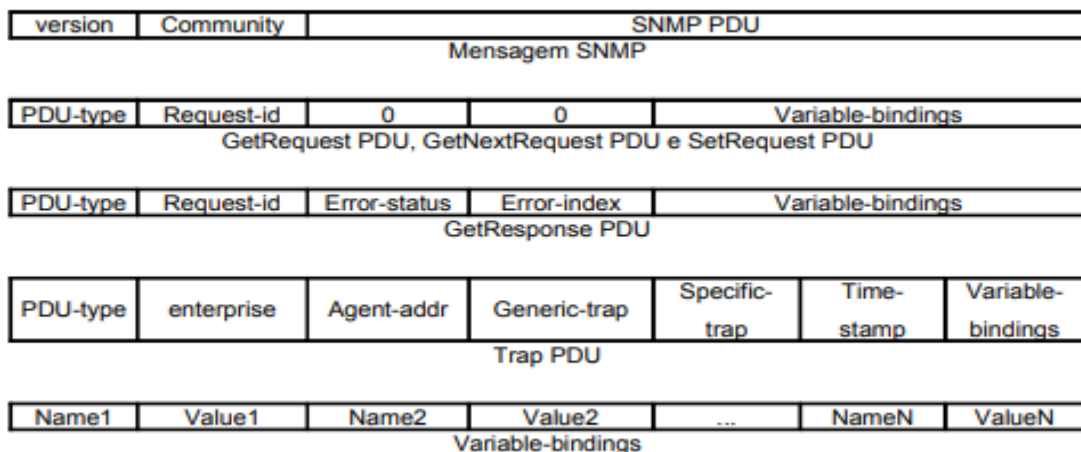 version Community SNMP PDU
Mensagem SNMP
PDU-type Request-id 0 0 Variable-bindings
GetRequest PDU, GetNextRequest PDU e SetRequest PDU
PDU-type Request-id Error-status Error-index Variable-bindings
GetResponse PDU
PDU-type enterprise Agent-addr Generic-trap Specific-trap Time-stamp Variable-bindings
Trap PDU
Name1 Value1 Name2 Value2 ... NameN ValueN
Variable-bindings